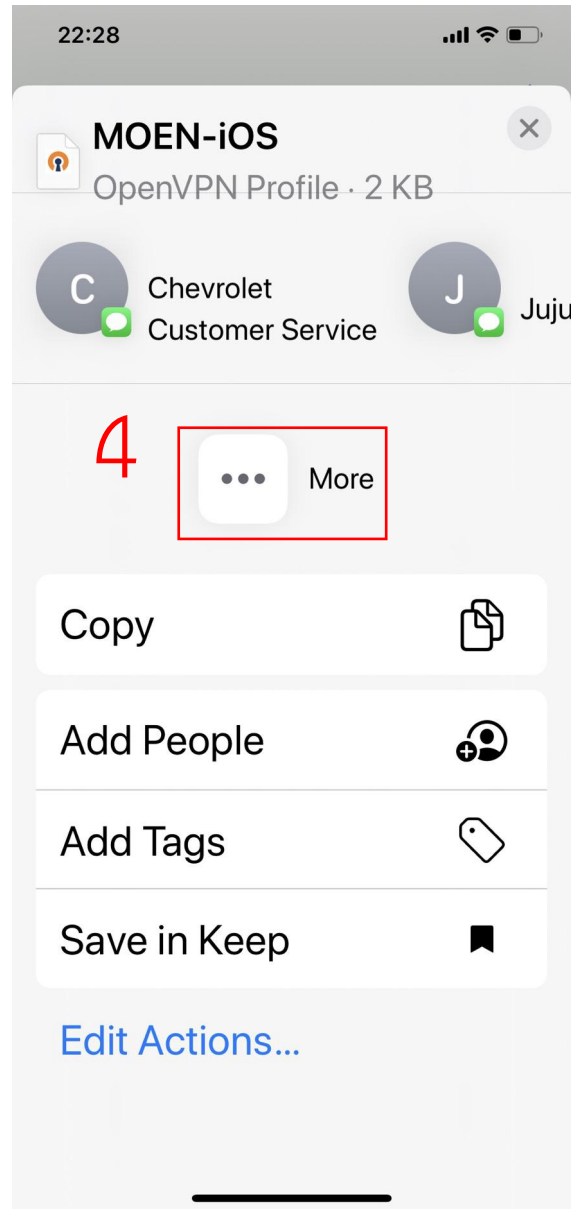 22:28
MOEN-iOS
OpenVPN Profile · 2 KB
C
Chevrolet
Customer Service
J
Juju
4
More
Copy
Add People
Add Tags
Save in Keep
Edit Actions...